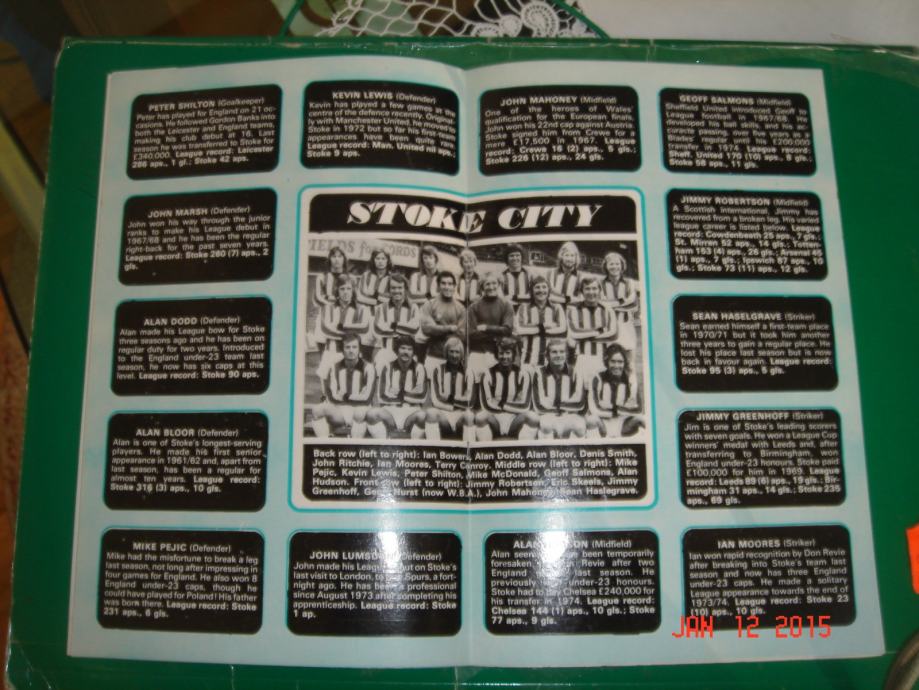 PETER SHILTON (Goalkeeper)
Peter has played for England on 21 oc-
casions. He followed Gordon Banks into
both the Leicester and England teams,
making his club debut at 16. Last
season he was transferred to Stoke for
£340,000. League record: Leicester
286 aps., 1 gl.; Stoke 42 aps.
KEVIN LEWIS (Defender)
Kevin has played a few games at the
centre of the defence recently. Original-
ly with Manchester United, he moved to
Stoke in 1972 but so far his first-team
appearances have been quite rare.
League record: Man. United nil aps.;
Stoke 9 aps.
JOHN MAHONEY (Midfield)
One of the heroes of Wales'
qualification for the European finals,
John won his 22nd cap against Austria.
Stoke signed him from Crewe for a
mere £17,500 in 1967. League
record: Crewe 16 (2) aps., 5 gls.;
Stoke 226 (12) aps., 24 gls.
GEOFF SALMONS (Midfield)
Sheffield United introduced Geoff to
League football in 1967/68. He
developed his ball skills, and his ac-
curate passing, over five years as a
Blades' regular until his £200,000
transfer in 1974. League record:
Sheff. United 170 (10) aps., 8 gls.;
Stoke 58 aps., 11 gls.
JOHN MARSH (Defender)
John won his way through the junior
ranks to make his League debut in
1967/68 and he has been the regular
right-back for the past seven years.
League record: Stoke 260 (7) aps., 2
gls.
STOKE CITY
JIMMY ROBERTSON (Midfield)
A Scottish international, Jimmy has
recovered from a broken leg. His varied
league career is listed below. League
record: Cowdenbeath 25 aps., 7 gls.;
St. Mirren 52 aps., 14 gls.; Totten-
ham 153 (4) aps., 26 gls.; Arsenal 45
(1) aps., 7 gls.; Ipswich 87 aps., 10
gls.; Stoke 73 (11) aps., 12 gls.
FIELDS for CORDS
ALAN DODD (Defender)
Alan made his League bow for Stoke
three seasons ago and he has been on
regular duty for two years. Introduced
to the England under-23 team last
season, he now has six caps at this
level. League record: Stoke 90 aps.
SEAN HASELGRAVE (Striker)
Sean earned himself a first-team place
in 1970/71 but it took him another
three years to gain a regular place. He
lost his place last season but is now
back in favour again. League record:
Stoke 95 (3) aps., 5 gls.
ALAN BLOOR (Defender)
Alan is one of Stoke's longest-serving
players. He made his first senior
appearance in 1961/62 and, apart from
last season, has been a regular for
almost ten years. League record:
Stoke 316 (3) aps., 10 gls.
JIMMY GREENHOFF (Striker)
Jim is one of Stoke's leading scorers
with seven goals. He won a League Cup
winners' medal with Leeds and, after
transferring to Birmingham, won
England under-23 honours. Stoke paid
£100,000 for him in 1969. League
record: Leeds 89 (6) aps., 19 gls.; Bir-
mingham 31 aps., 14 gls.; Stoke 235
aps., 69 gls.
Back row (left to right): Ian Bowers, Alan Dodd, Alan Bloor, Denis Smith,
John Ritchie, Ian Moores, Terry Conroy. Middle row (left to right): Mike
Pejic, Kevin Lewis, Peter Shilton, Mike McDonald, Geoff Salmons, Alan
Hudson. Front row (left to right): Jimmy Robertson, Eric Skeels, Jimmy
Greenhoff, Geoff Hurst (now W.B.A.), John Mahoney, Sean Haslegrave.
MIKE PEJIC (Defender)
Mike had the misfortune to break a leg
last season, not long after impressing in
four games for England. He also won 8
England under-23 caps, though he
could have played for Poland! His father
was born there. League record: Stoke
231 aps., 6 gls.
JOHN (Defender)
John made his League on Stoke's
last visit to London, to Spurs, a fort-
night ago. He has been a professional
since August 1973 after completing his
apprenticeship. League record: Stoke
1 ap.
ALAN (Midfield)
Alan seems been temporarily
forsaken Revie after two
England last season. He
previously under-23 honours.
Stoke had to pay Chelsea £240,000 for
his transfer in 1974. League record:
Chelsea 144 (1) aps., 10 gls.; Stoke
77 aps., 9 gls.
IAN MOORES (Striker)
Ian won rapid recognition by Don Revie
after breaking into Stoke's team last
season and now has three England
under-23 caps. He made a solitary
League appearance towards the end of
1973/74. League record: Stoke 23
(10) aps., 10 gls.
JAN 12 2015